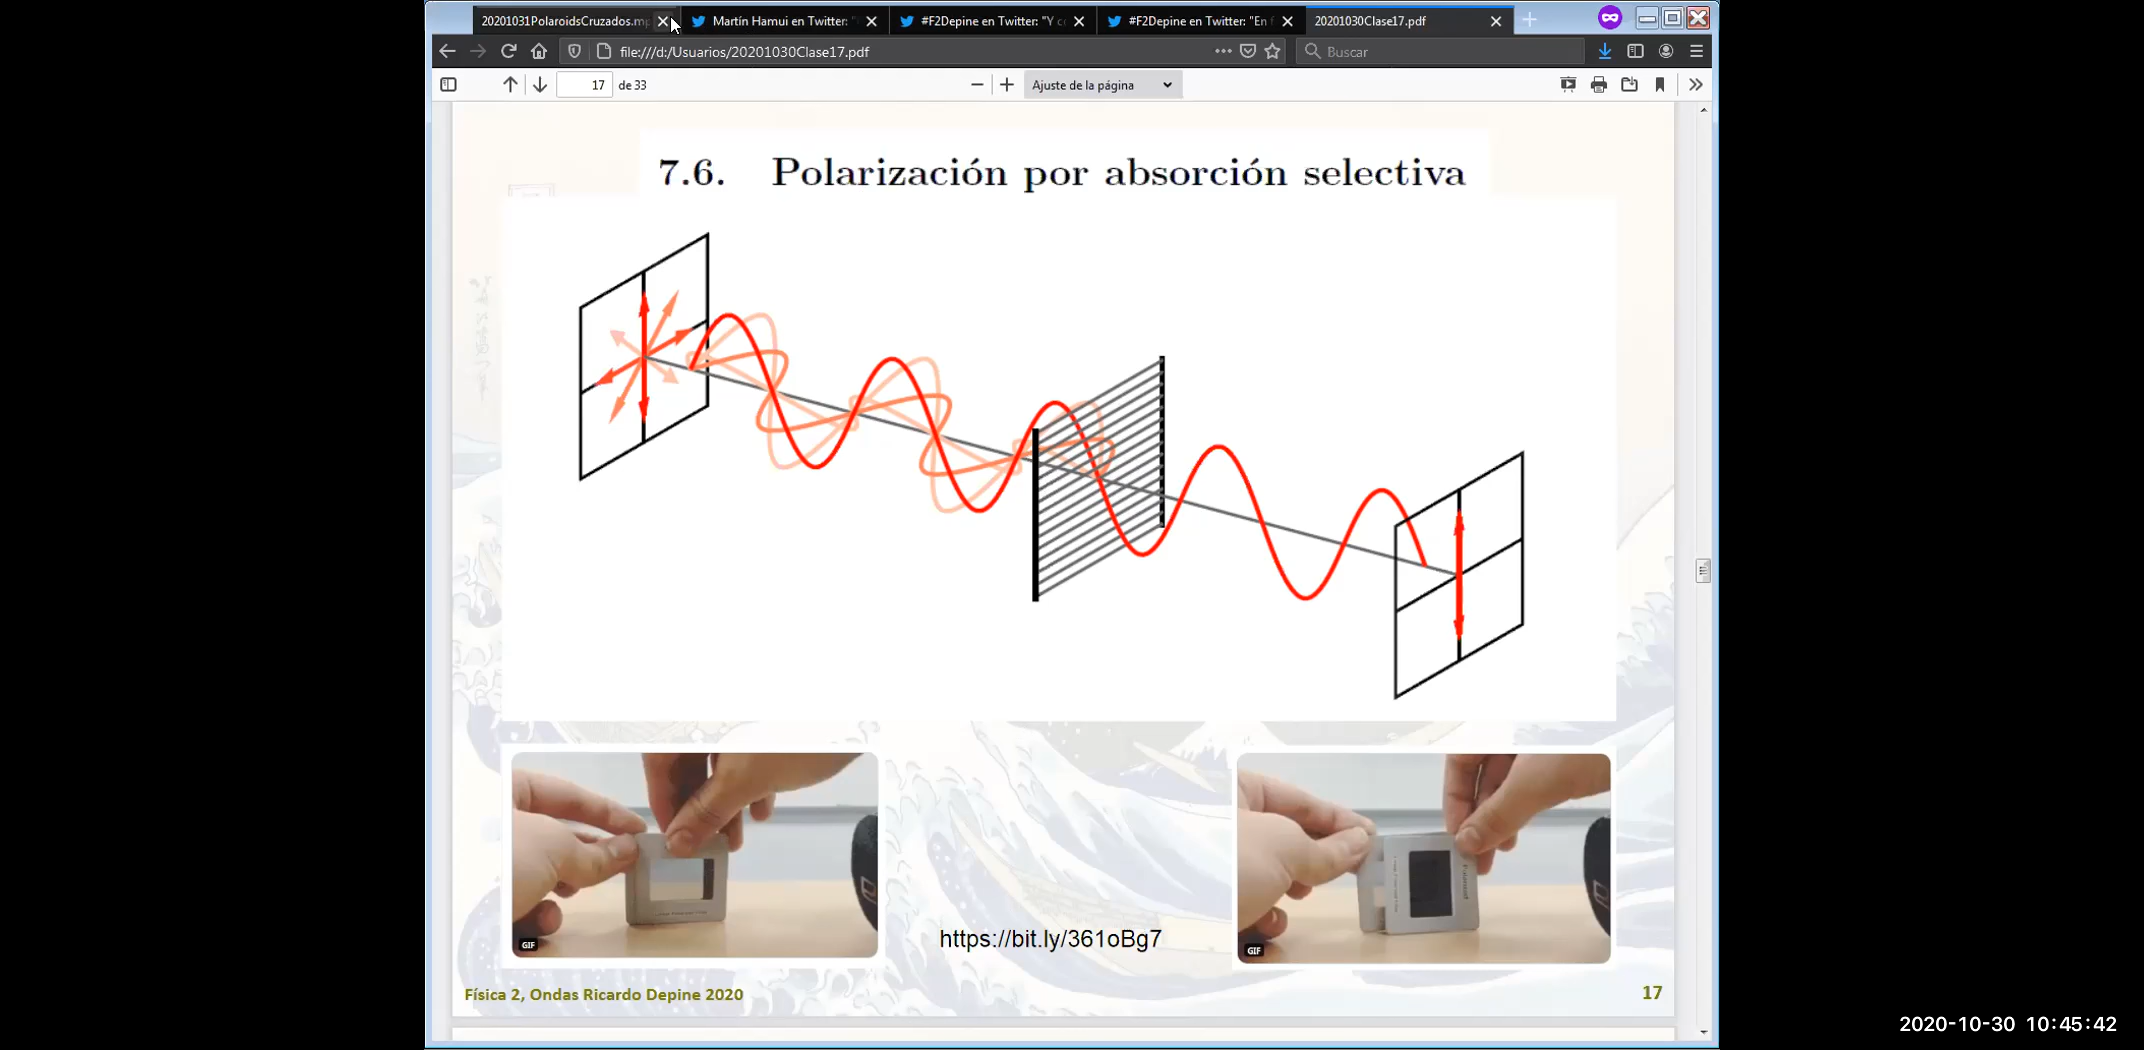 20201031PolaroidsCruzados.mp
Martín Hamui en Twitter: "
#F2Depine en Twitter: "Y c
#F2Depine en Twitter: "En f
20201030Clase17.pdf
file:///d:/Usuarios/20201030Clase17.pdf
Buscar
17 de 33
Ajuste de la página
7.6. Polarización por absorción selectiva
GIF
https://bit.ly/361oBg7
GIF
Física 2, Ondas Ricardo Depine 2020
17
2020-10-30 10:45:42